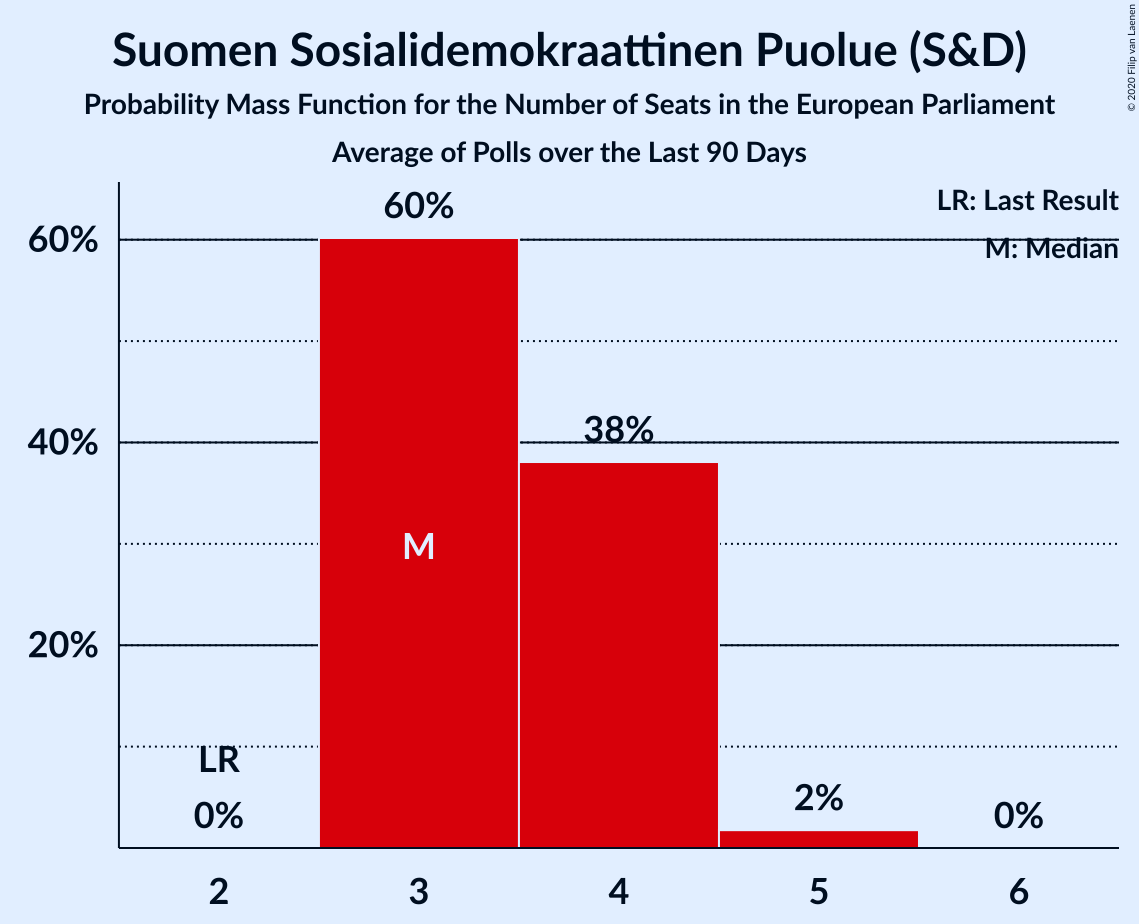 Suomen Sosialidemokraattinen Puolue (S&D)
Probability Mass Function for the Number of Seats in the European Parliament
Average of Polls over the Last 90 Days
© 2020 Filip van Laenen
LR: Last Result
M: Median
60%
40%
20%
60%
38%
M
LR
0%
2%
0%
2
3
4
5
6